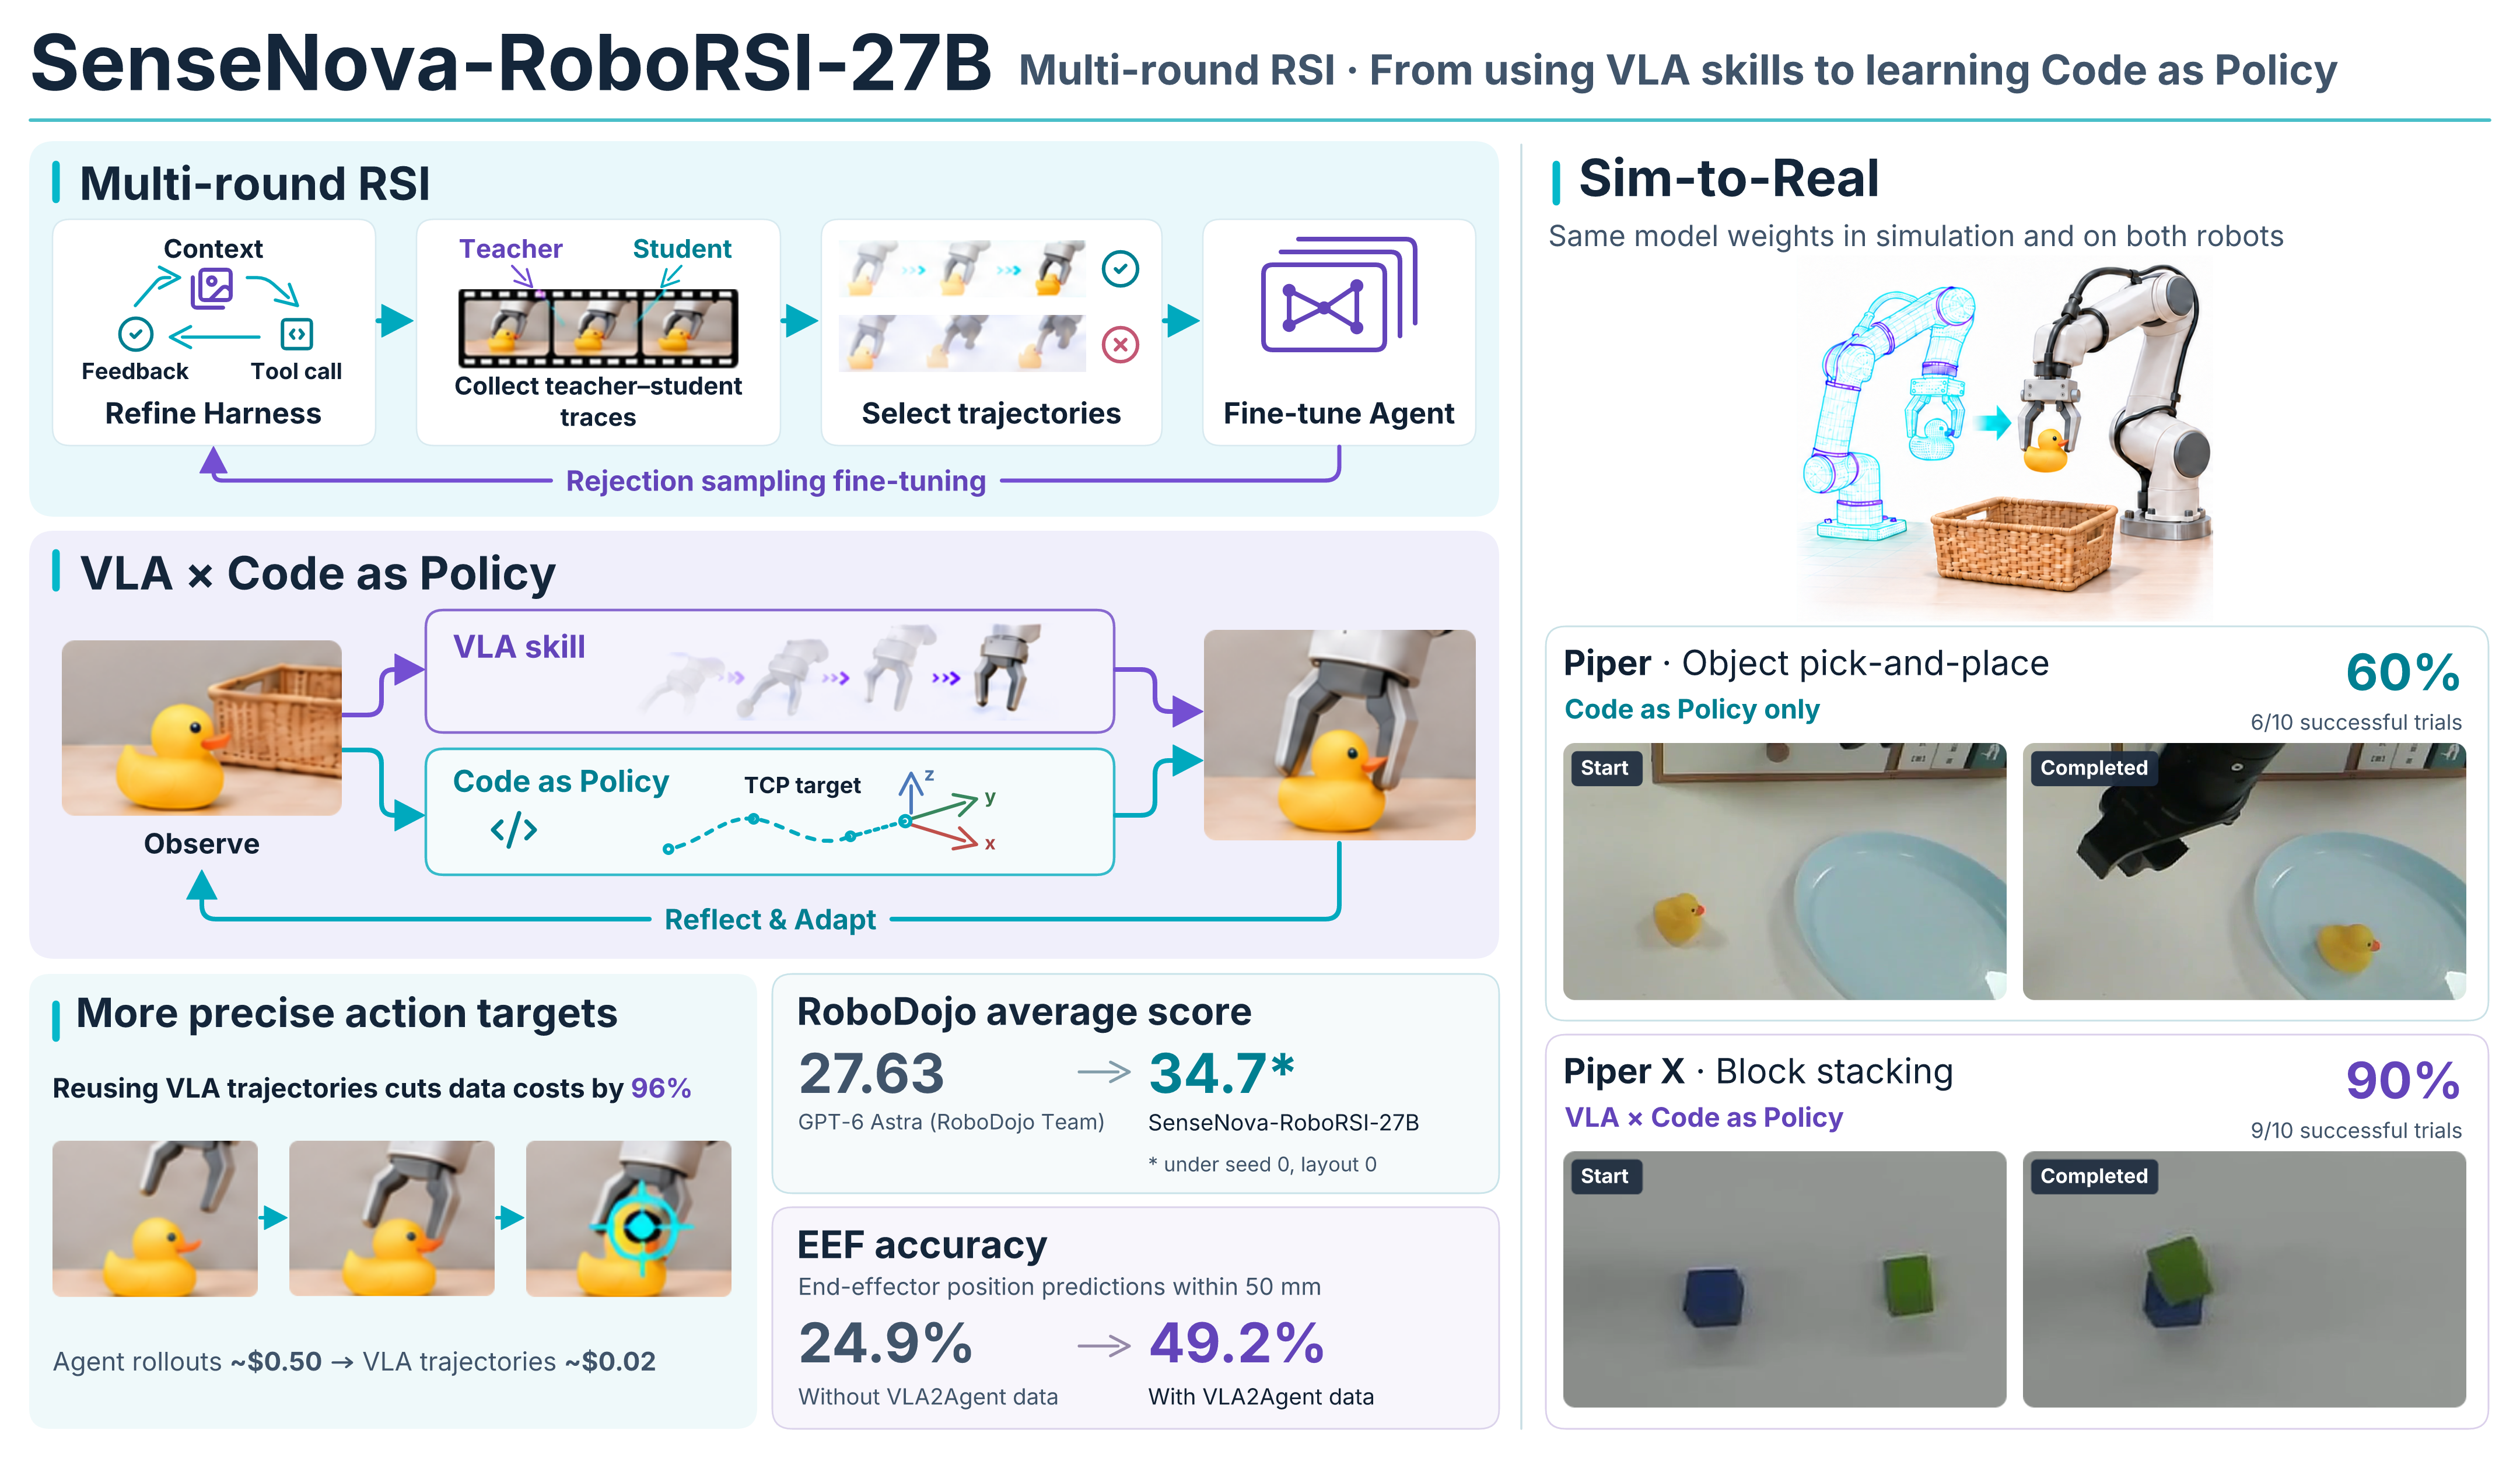 SenseNova-RoboRSI-27B
Multi-round RSI · From using VLA skills to learning Code as Policy
Multi-round RSI
Context
Feedback
Tool call
Refine Harness
Teacher
Student
Collect teacher–student
traces
Select trajectories
Fine-tune Agent
Rejection sampling fine-tuning
VLA × Code as Policy
Observe
VLA skill
Code as Policy
TCP target
z
y
x
</>
Reflect & Adapt
More precise action targets
Reusing VLA trajectories cuts data costs by 96%
Agent rollouts ~$0.50 → VLA trajectories ~$0.02
RoboDojo average score
27.63
34.7*
GPT-6 Astra (RoboDojo Team)
SenseNova-RoboRSI-27B
* under seed 0, layout 0
EEF accuracy
End-effector position predictions within 50 mm
24.9%
49.2%
Without VLA2Agent data
With VLA2Agent data
Sim-to-Real
Same model weights in simulation and on both robots
Piper · Object pick-and-place
60%
Code as Policy only
6/10 successful trials
Start
Completed
Piper X · Block stacking
90%
VLA × Code as Policy
9/10 successful trials
Start
Completed